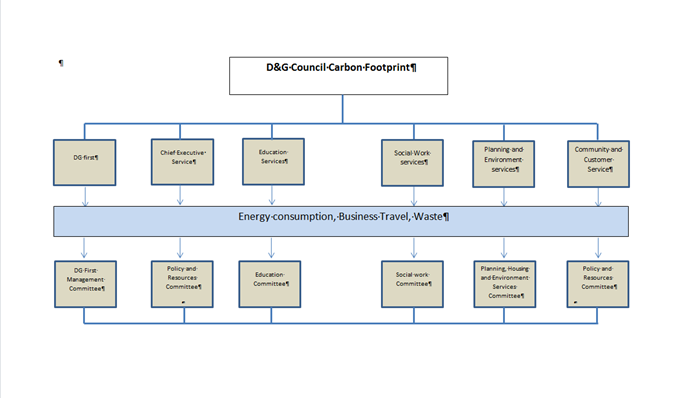 ¶
D&G·Council·Carbon·Footprint¶
DG·first¶
Chief·Executive·
Service¶
Education·
Services¶
Social·Work·
services¶
Planning·and·
Environment·
services¶
Community·and·
Customer·
Service¶
Energy·consumption,·Business·Travel,·Waste¶
DG·First·
Management·
Committee¶
Policy·and·
Resources·
Committee¶
Education·
Committee¶
Social·work·
Committee¶
Planning,·Housing·
and·Environment·
Services·
Committee¶
Policy·and·
Resources·
Committee¶